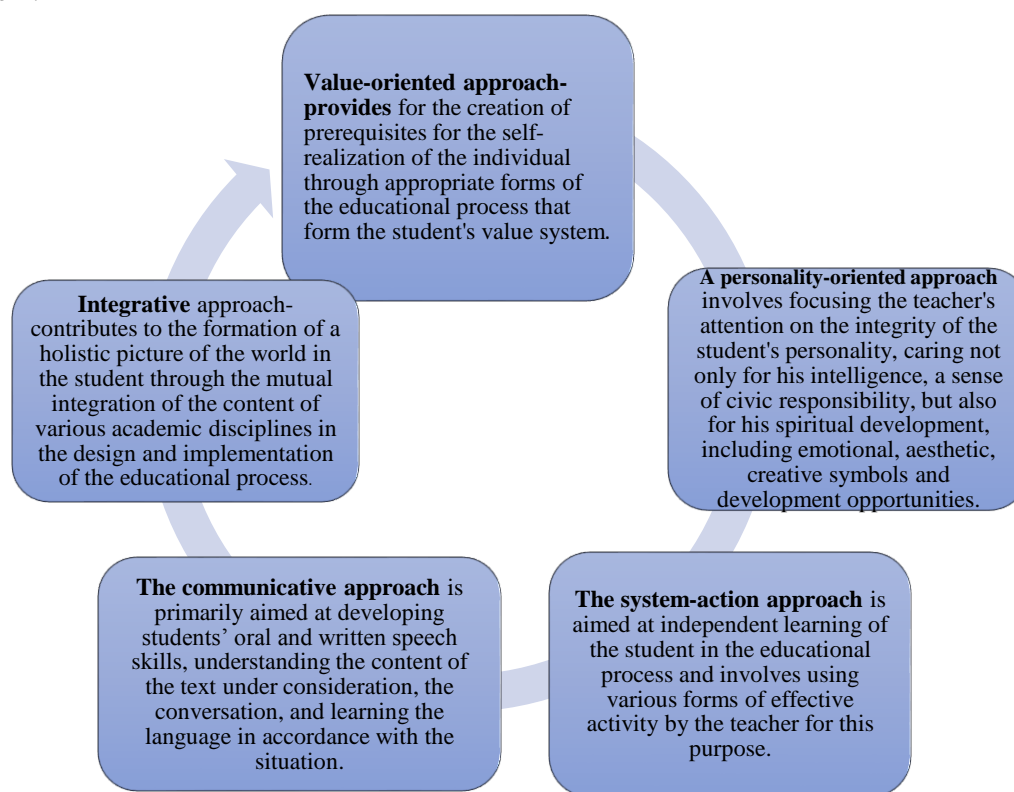 Value-oriented approach-
provides for the creation of
prerequisites for the self-
realization of the individual
through appropriate forms of
the educational process that
form the student's value system.
A personality-oriented approach
involves focusing the teacher's
attention on the integrity of the
student's personality, caring not
only for his intelligence, a sense
of civic responsibility, but also
for his spiritual development,
including emotional, aesthetic,
creative symbols and
development opportunities.
The system-action approach is
aimed at independent learning of
the student in the educational
process and involves using
various forms of effective
activity by the teacher for this
purpose.
The communicative approach is
primarily aimed at developing
students’ oral and written speech
skills, understanding the content of
the text under consideration, the
conversation, and learning the
language in accordance with the
situation.
Integrative approach-
contributes to the formation of a
holistic picture of the world in
the student through the mutual
integration of the content of
various academic disciplines in
the design and implementation
of the educational process.